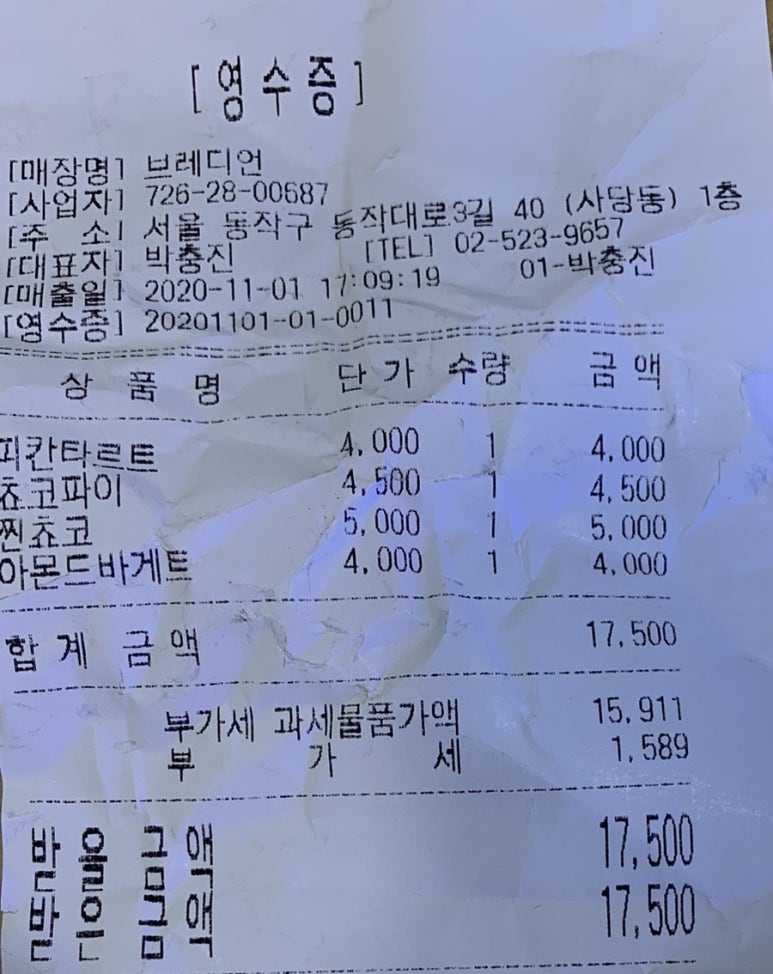 [영수증]
[매장명] 브레디언
[사업자] 726-28-00687
[주 소] 서울 동작구 동작대로3길 40 (사당동) 1층
[대표자] 박충진 [TEL] 02-523-9657
[매출일] 2020-11-01 17:09:19 01-박충진
[영수증] 20201101-01-0011
상 품 명 단가 수량 금액
피칸타르트 4,000 1 4,000
쵸코파이 4,500 1 4,500
찐쵸코 5,000 1 5,000
아몬드바게트 4,000 1 4,000
합계 금액 17,500
부가세 과세물품가액 15,911
부 가 세 1,589
받을금액 17,500
받은금액 17,500